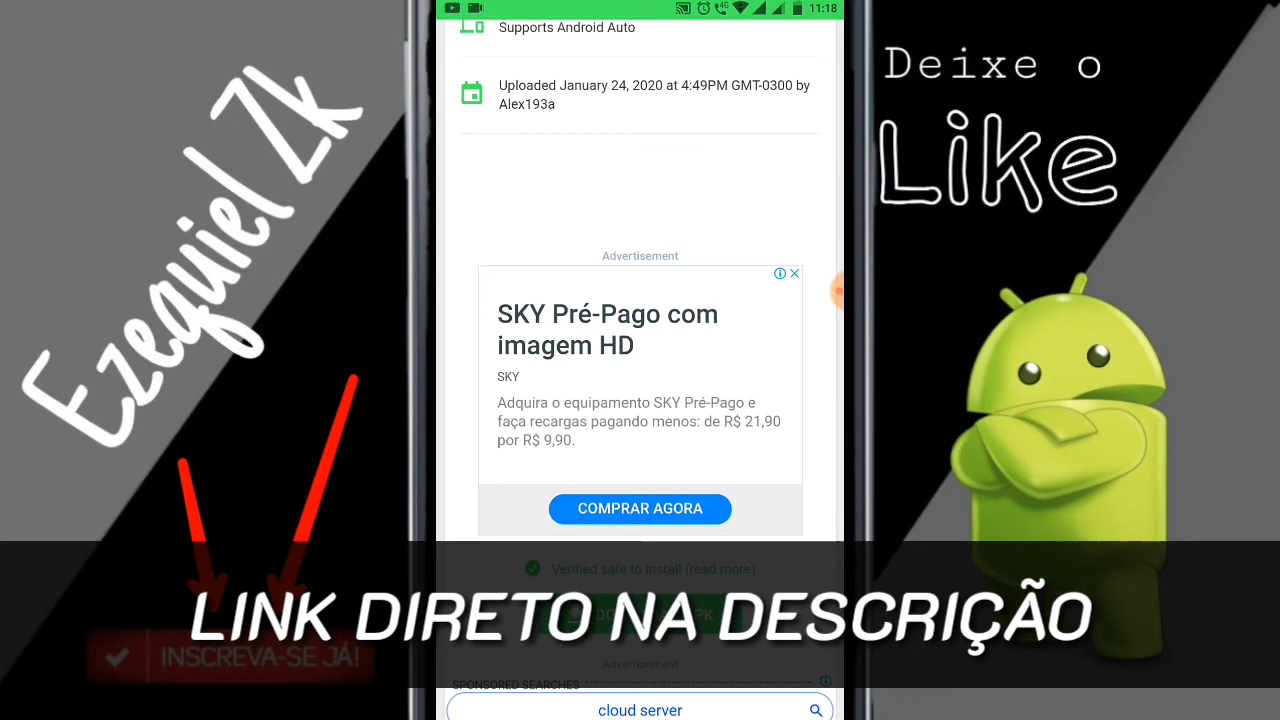 Ezequiel Zk
4G
11:18
Supports Android Auto
Uploaded January 24, 2020 at 4:49PM GMT-0300 by
Alex193a
Advertisement
SKY Pré-Pago com
imagem HD
SKY
Adquira o equipamento SKY Pré-Pago e
faça recargas pagando menos: de R$ 21,90
por R$ 9,90.
COMPRAR AGORA
Verified safe to install (read more)
LINK DIRETO NA DESCRIÇÃO
INSCREVA-SE JÁ!
Advertisement
SPONSORED SEARCHES
cloud server
Deixe o
Like